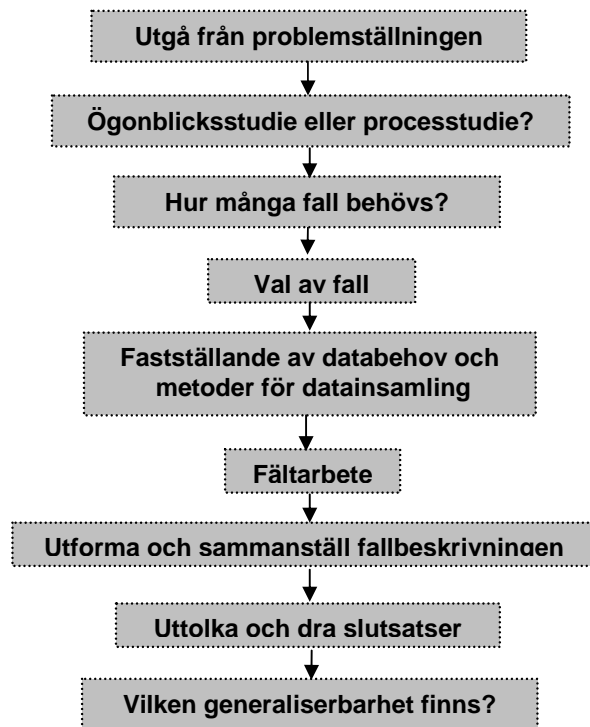 Utgå från problemställningen
Ögonblicksstudie eller processtudie?
Hur många fall behövs?
Val av fall
Fastställande av databehov och
metoder för datainsamling
Fältarbete
Utforma och sammanställ fallbeskrivningen
Uttolka och dra slutsatser
Vilken generaliserbarhet finns?